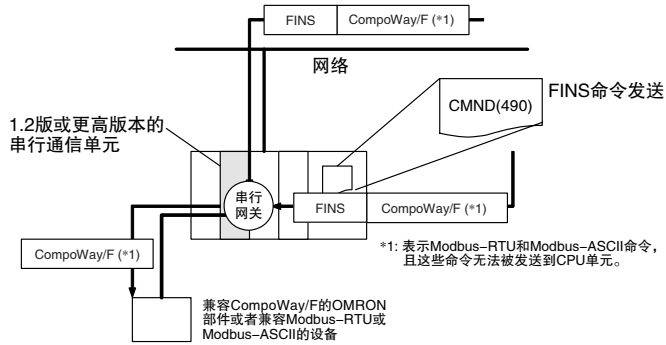 FINS
CompoWay/F (*1)
网络
FINS命令发送
CMND(490)
1.2版或更高版本的
串行通信单元
串行
网关
FINS
CompoWay/F (*1)
CompoWay/F (*1)
*1: 表示Modbus–RTU和Modbus–ASCII命令，
且这些命令无法被发送到CPU单元。
兼容CompoWay/F的OMRON
部件或者兼容Modbus–RTU或
Modbus–ASCII的设备